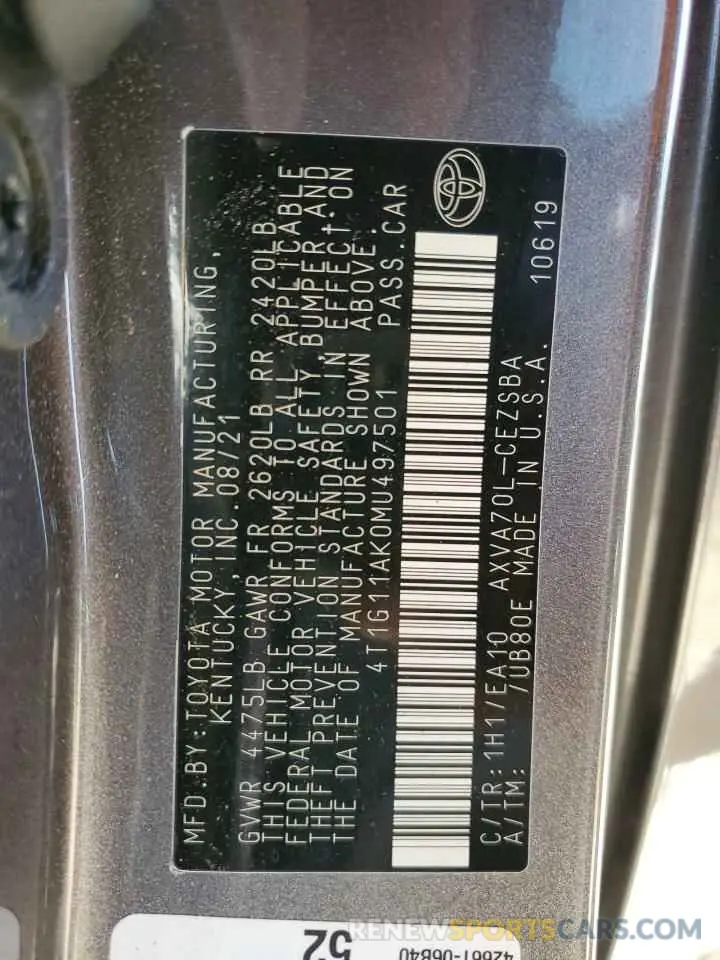 MFD.BY:TOYOTA MOTOR MANUFACTURING,
KENTUCKY, INC. 08/21
GVWR 4475LB GAWR FR 2620LB RR 2420LB
THIS VEHICLE CONFORMS TO ALL APPLICABLE
FEDERAL MOTOR VEHICLE SAFETY, BUMPER, AND
THEFT PREVENTION STANDARDS IN EFFECT ON
THE DATE OF MANUFACTURE SHOWN ABOVE.
4T1G11AK0MU497501 PASS.CAR
C/TR:1H1/EA10 AXVA70L-CEZSBA 10619
A/TM: /UB80E MADE IN U.S.A.
52
42661-06B40
RENEWSPORTSCARS.COM